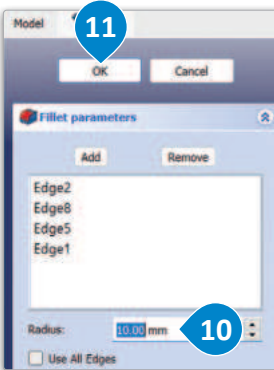 Model
11
OK Cancel
Fillet parameters
Add Remove
Edge2
Edge8
Edge5
Edge1
Radius: 10.00 mm 10
Use All Edges